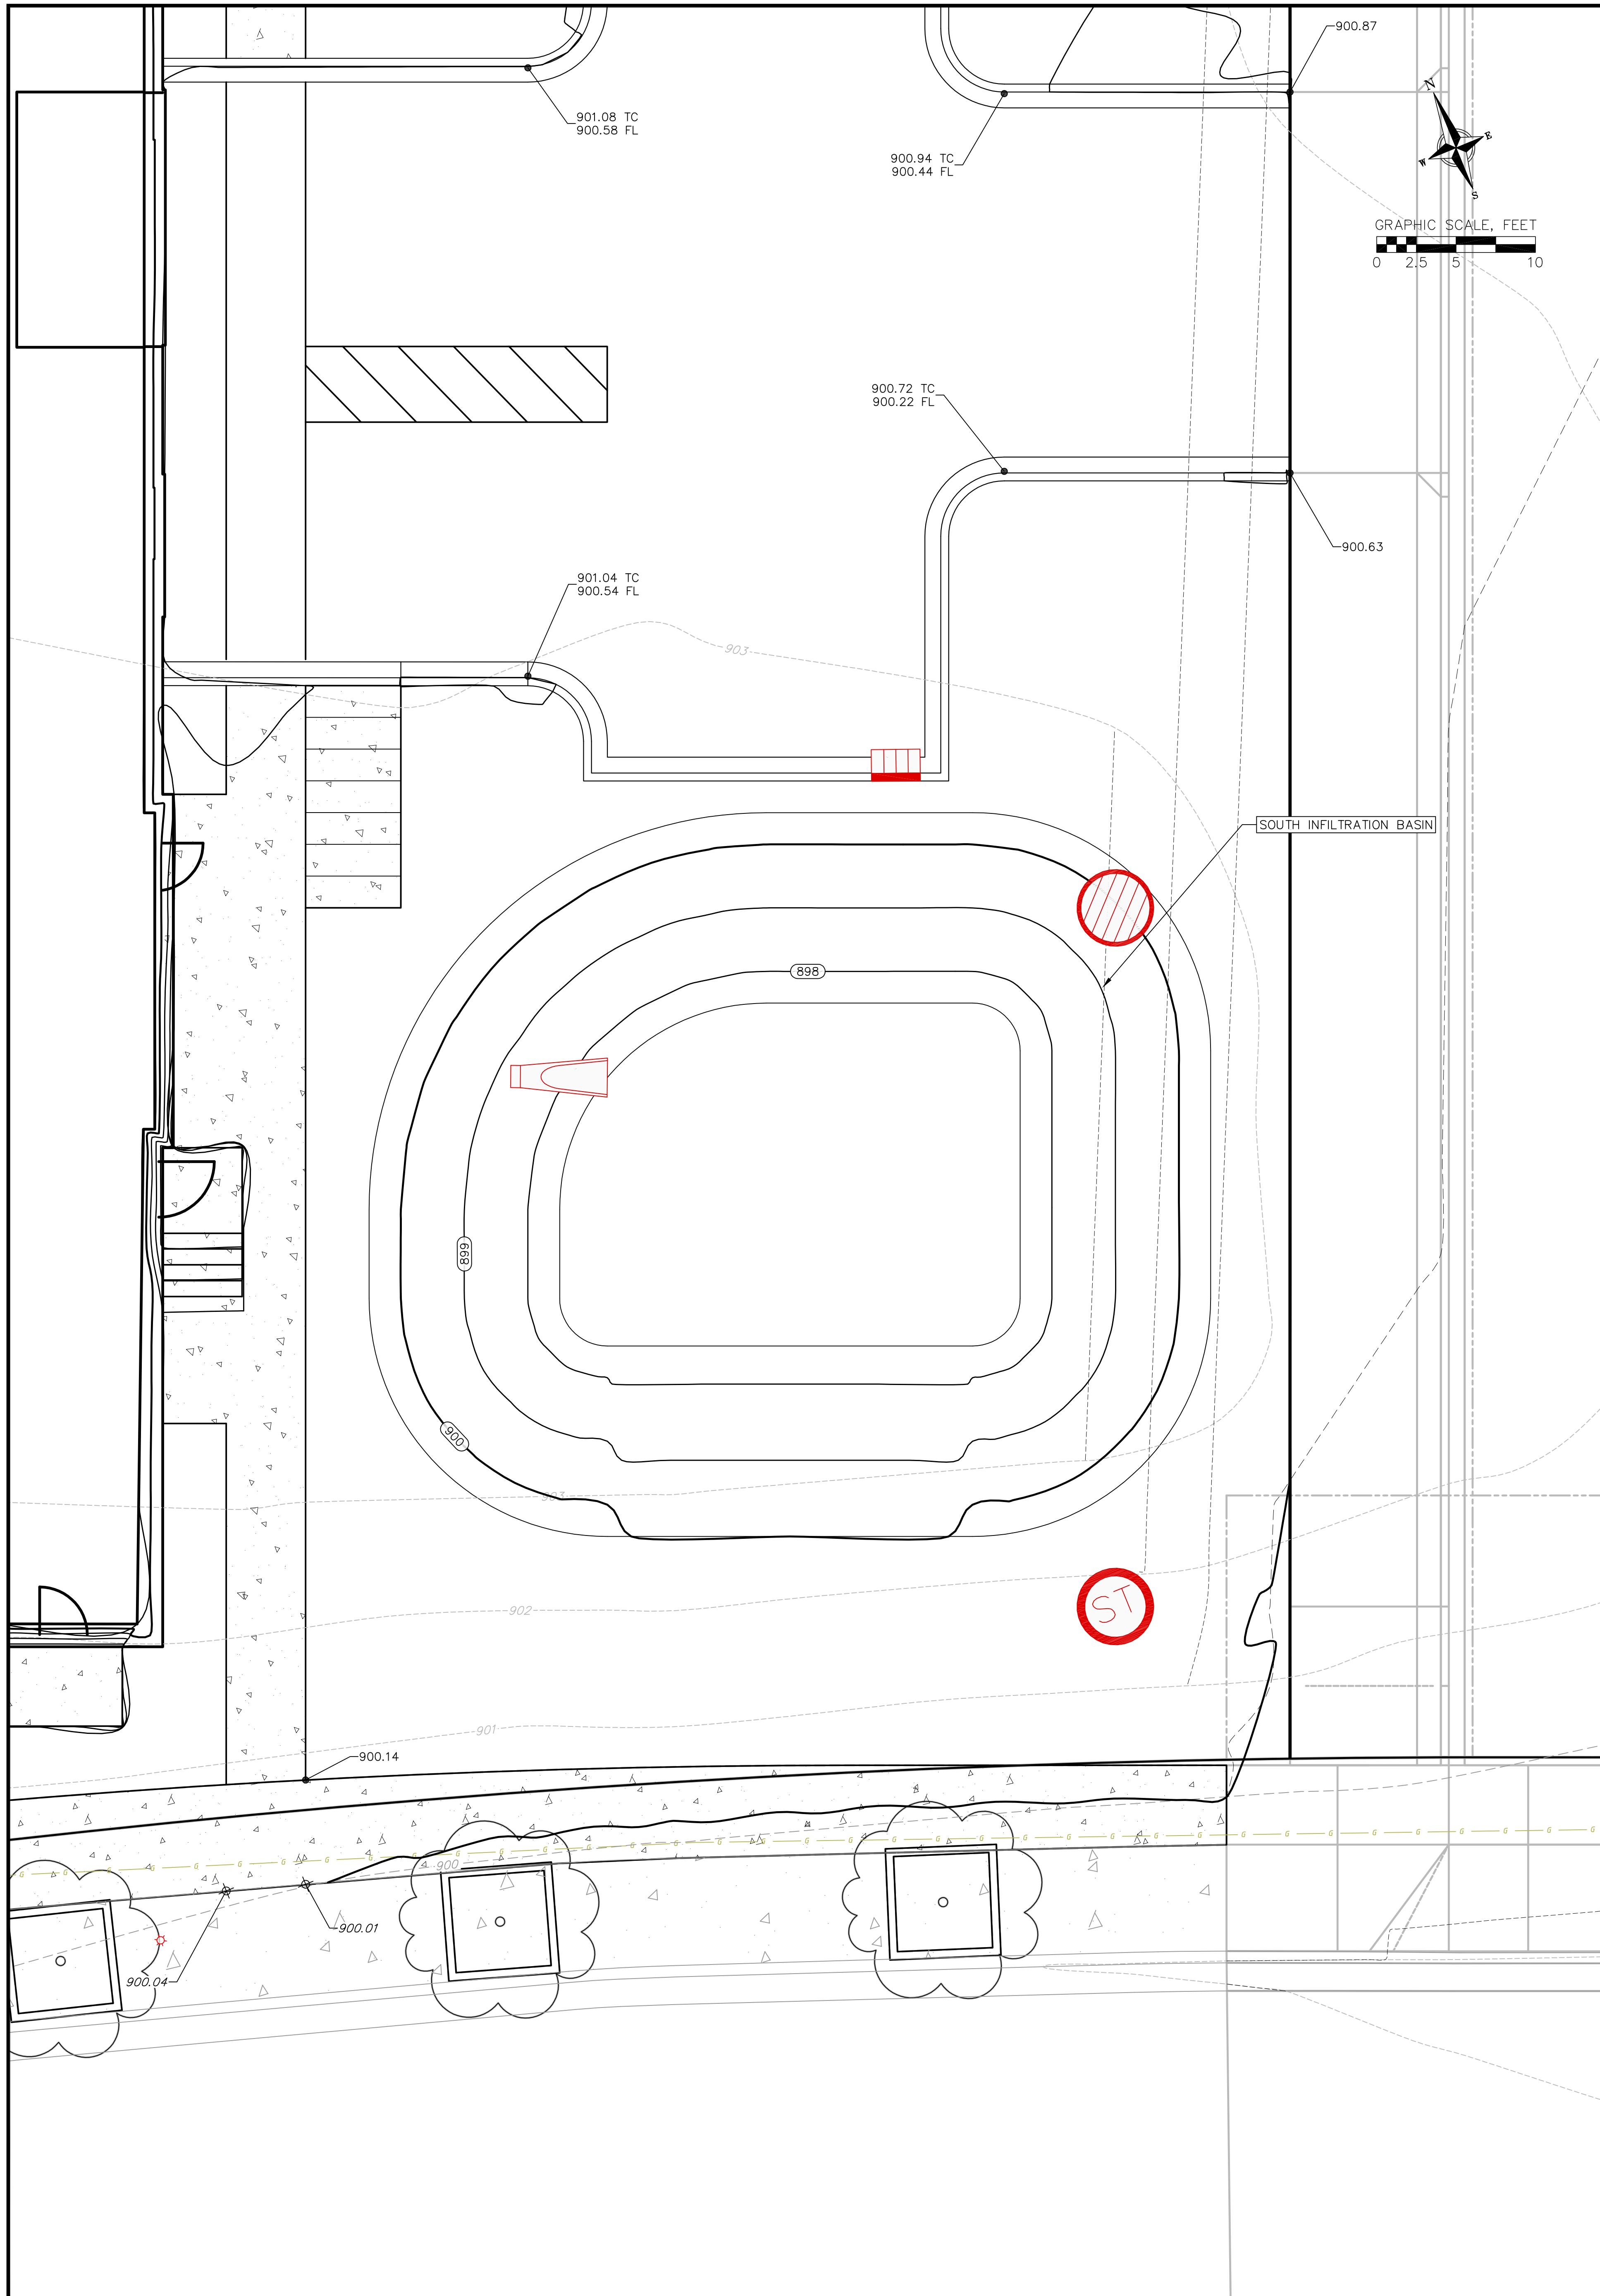 900.87
N
E
W
S
901.08 TC
900.58 FL
900.94 TC
900.44 FL
GRAPHIC SCALE, FEET
0 2.5 5 10
900.72 TC
900.22 FL
900.63
901.04 TC
900.54 FL
903
SOUTH INFILTRATION BASIN
898
899
900
903
902
ST
901
900.14
G G G G G G G G G G G G G G G G G G G G G G G G G G G G G G G G G G G G G
900
900.01
900.04